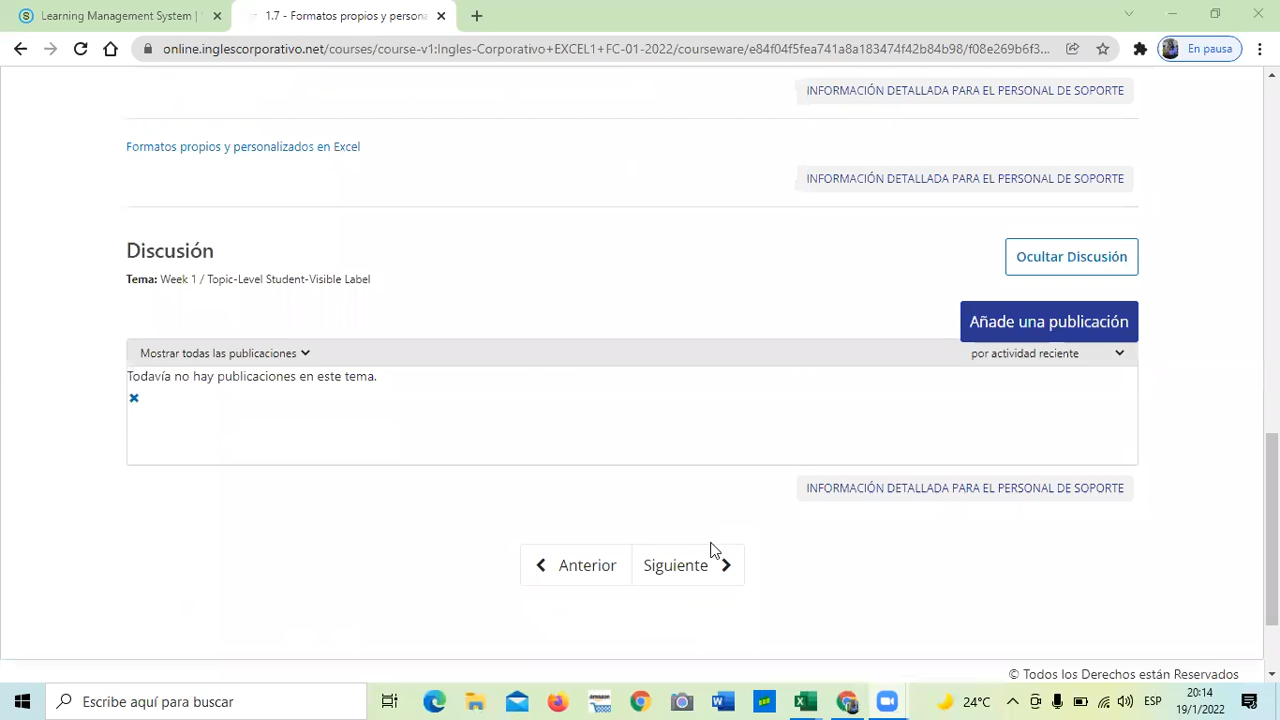 Learning Management System |
1.7 - Formatos propios y persona
online.inglescorporativo.net/courses/course-v1:Ingles-Corporativo+EXCEL1+FC-01-2022/courseware/e84f04f5fea741a8a183474f42b84b98/f08e269b6f3...
En pausa
INFORMACIÓN DETALLADA PARA EL PERSONAL DE SOPORTE
Formatos propios y personalizados en Excel
INFORMACIÓN DETALLADA PARA EL PERSONAL DE SOPORTE
Discusión
Ocultar Discusión
Tema: Week 1 / Topic-Level Student-Visible Label
Añade una publicación
Mostrar todas las publicaciones
por actividad reciente
Todavía no hay publicaciones en este tema.
INFORMACIÓN DETALLADA PARA EL PERSONAL DE SOPORTE
Anterior
Siguiente
© Todos los Derechos están Reservados
Escribe aquí para buscar
24°C
ESP
20:14
19/1/2022